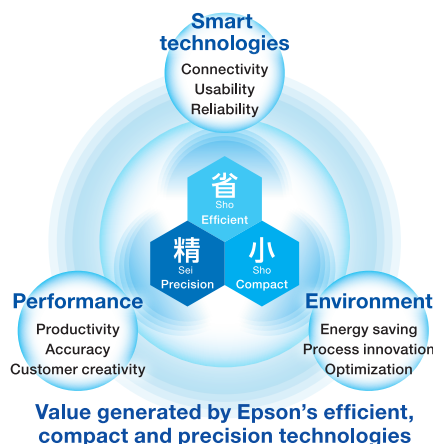 Smart
technologies
Connectivity
Usability
Reliability
省
Sho
Efficient
精
Sei
Precision
小
Sho
Compact
Performance
Productivity
Accuracy
Customer creativity
Environment
Energy saving
Process innovation
Optimization
Value generated by Epson's efficient,
compact and precision technologies